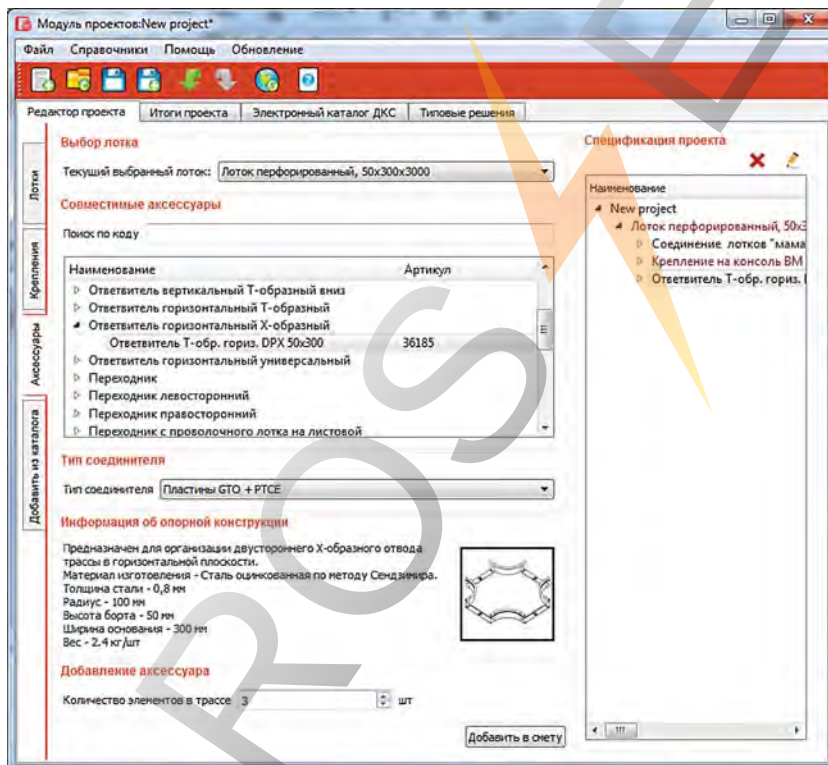 Модуль проектов:New project*
Файл Справочники Помощь Обновление
Редактор проекта Итоги проекта Электронный каталог ДКС Типовые решения
Лотки
Крепления
Аксессуары
Добавить из каталога
Выбор лотка
Текущий выбранный лоток: Лоток перфорированный, 50x300x3000
Совместимые аксессуары
Поиск по коду
Наименование Артикул
Ответвитель вертикальный Т-образный вниз
Ответвитель горизонтальный Т-образный
Ответвитель горизонтальный Х-образный
Ответвитель Т-обр. гориз. DPX 50x300 36185
Ответвитель горизонтальный универсальный
Переходник
Переходник левосторонний
Переходник правосторонний
Переходник с проволочного лотка на листовой
Тип соединителя
Тип соединителя Пластины GTO + PTCE
Информация об опорной конструкции
Предназначен для организации двустороннего Х-образного отвода
трассы в горизонтальной плоскости.
Материал изготовления - Сталь оцинкованная по методу Сендзимира.
Толщина стали - 0,8 мм
Радиус - 100 мм
Высота борта - 50 мм
Ширина основания - 300 мм
Вес - 2.4 кг/шт
Добавление аксессуара
Количество элементов в трассе 3 шт
Добавить в смету
Спецификация проекта
Наименование
New project
Лоток перфорированный, 50x3
Соединение лотков "мама
Крепление на консоль BM
Ответвитель Т-обр. гориз. 
ROS E